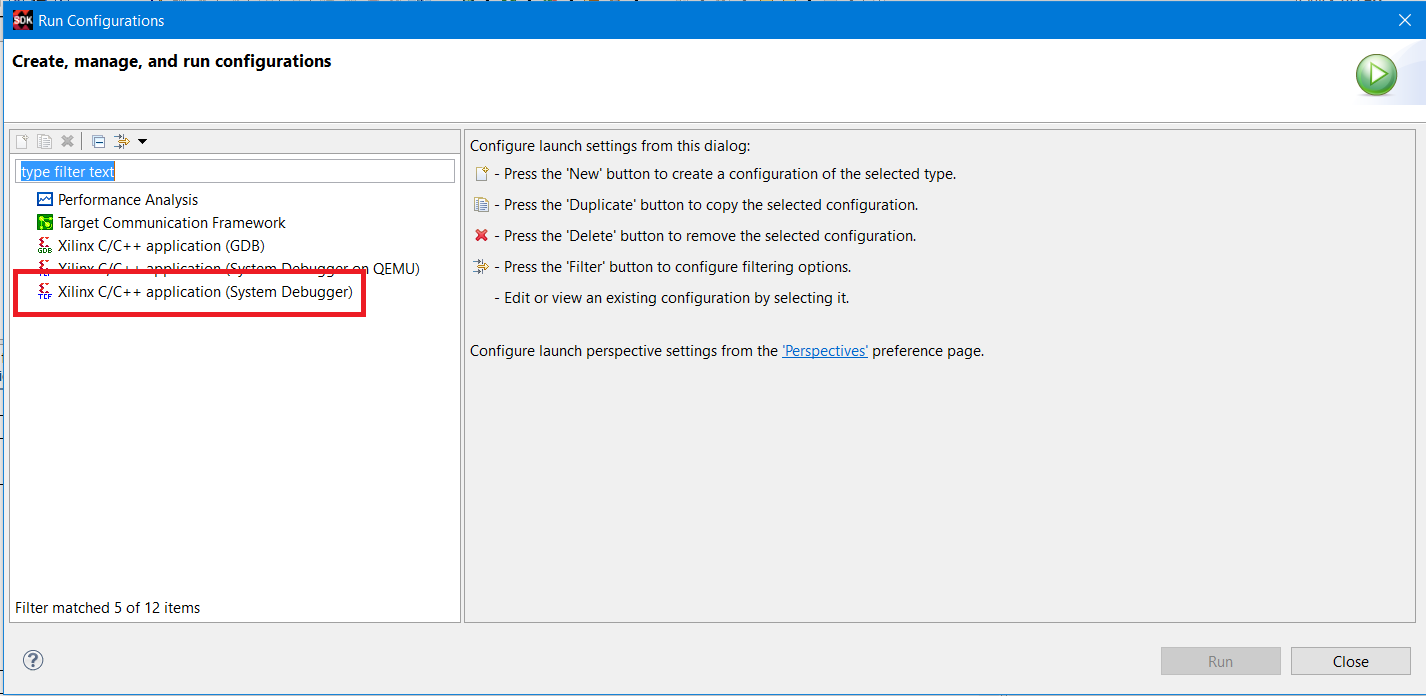 SDK Run Configurations
Create, manage, and run configurations
type filter text
Performance Analysis
Target Communication Framework
GDB Xilinx C/C++ application (GDB)
Xilinx C/C++ application (System Debugger on QEMU)
TCF Xilinx C/C++ application (System Debugger)
Filter matched 5 of 12 items
Configure launch settings from this dialog:
- Press the 'New' button to create a configuration of the selected type.
- Press the 'Duplicate' button to copy the selected configuration.
- Press the 'Delete' button to remove the selected configuration.
- Press the 'Filter' button to configure filtering options.
- Edit or view an existing configuration by selecting it.
Configure launch perspective settings from the 'Perspectives' preference page.
?
Run
Close